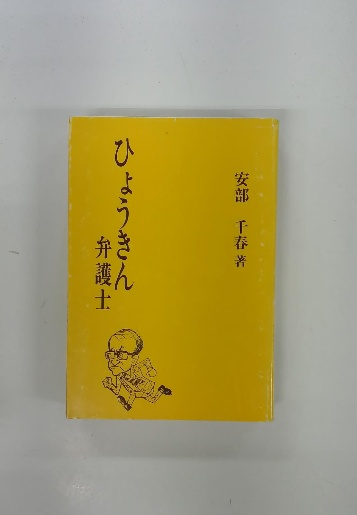 安部 千春 著
ひょうきん
弁護士